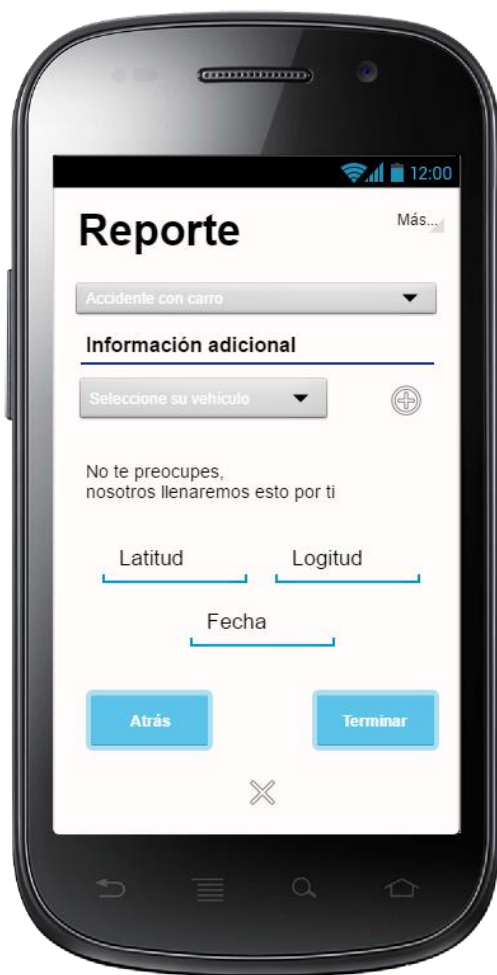 12:00
Reporte
Más...
Accidente con carro
Información adicional
Seleccione su vehículo
No te preocupes,
nosotros llenaremos esto por ti
Latitud
Logitud
Fecha
Atrás
Terminar